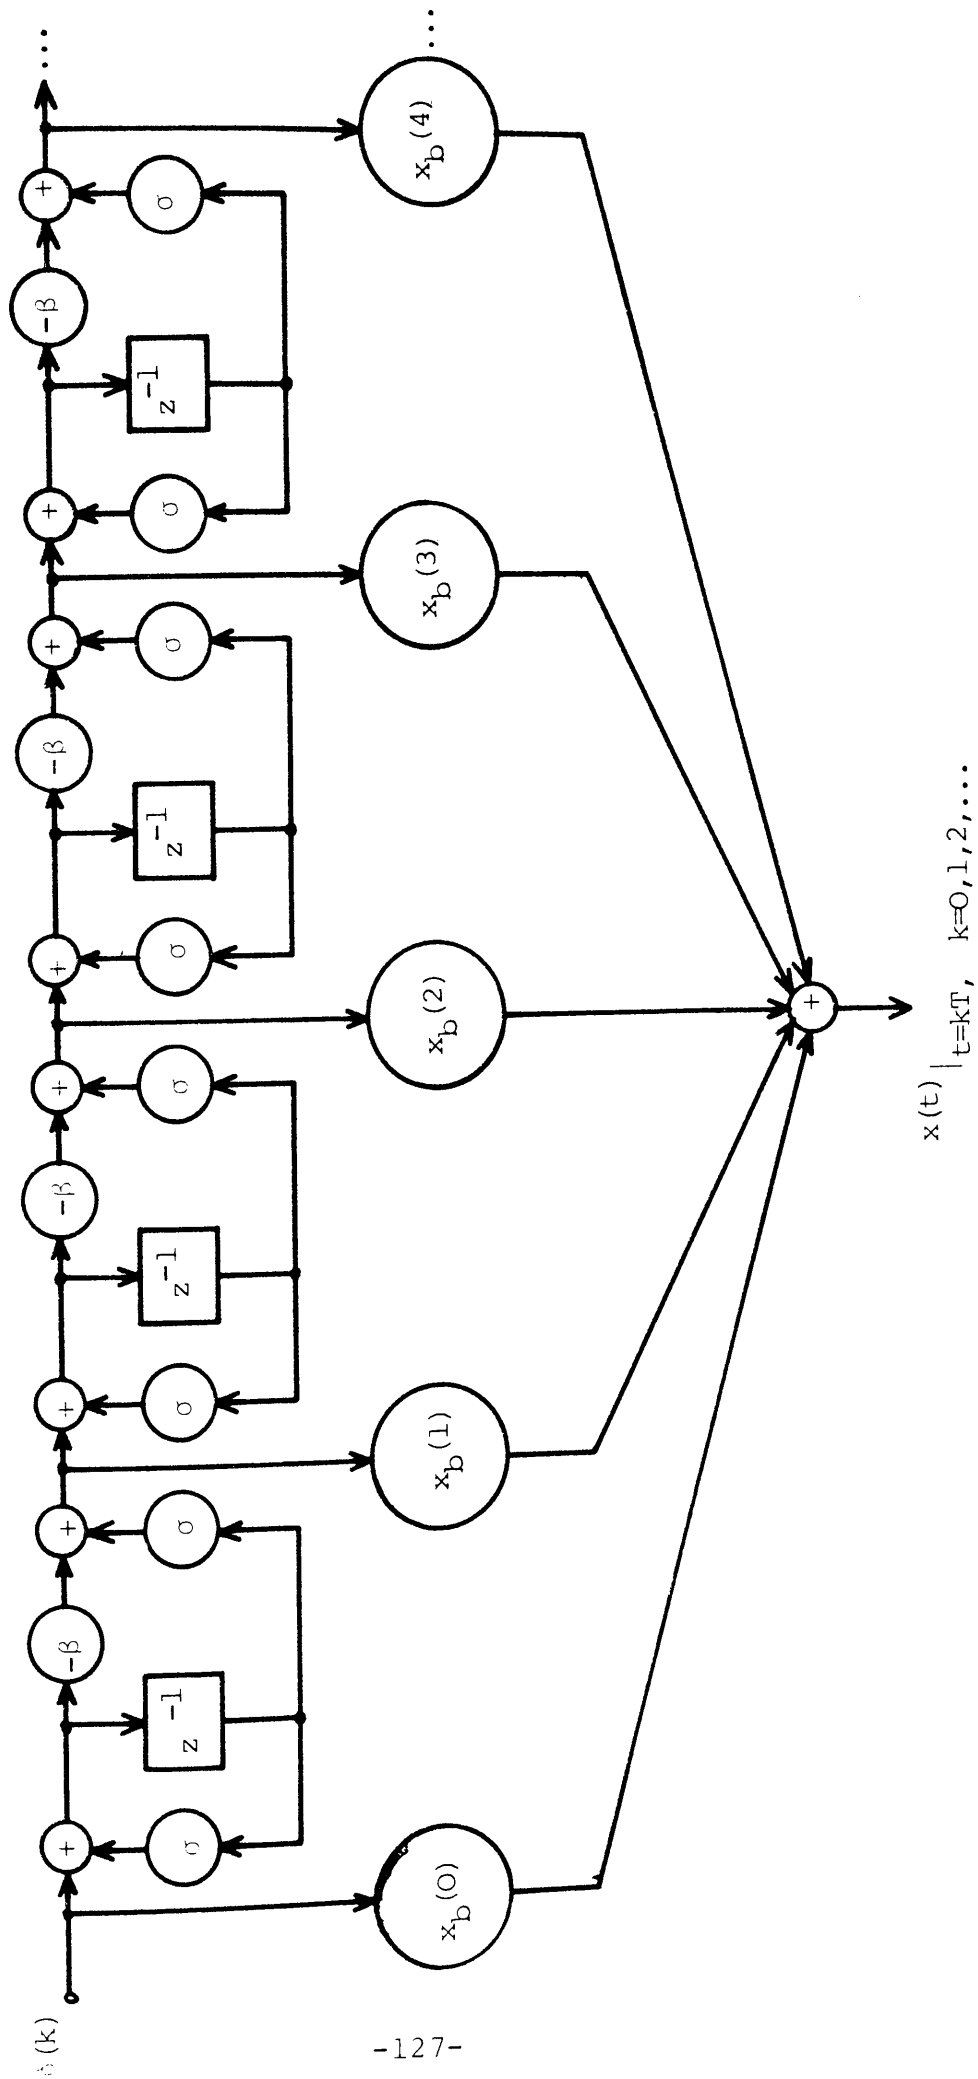 (k)
+
-β
+
+
-β
+
+
-β
+
+
-β
+
...
z^-1
z^-1
z^-1
z^-1
σ
σ
σ
σ
σ
σ
σ
σ
x_b(0)
x_b(1)
x_b(2)
x_b(3)
x_b(4)
...
+
x(t)|t=kT, k=0,1,2,...
-127-